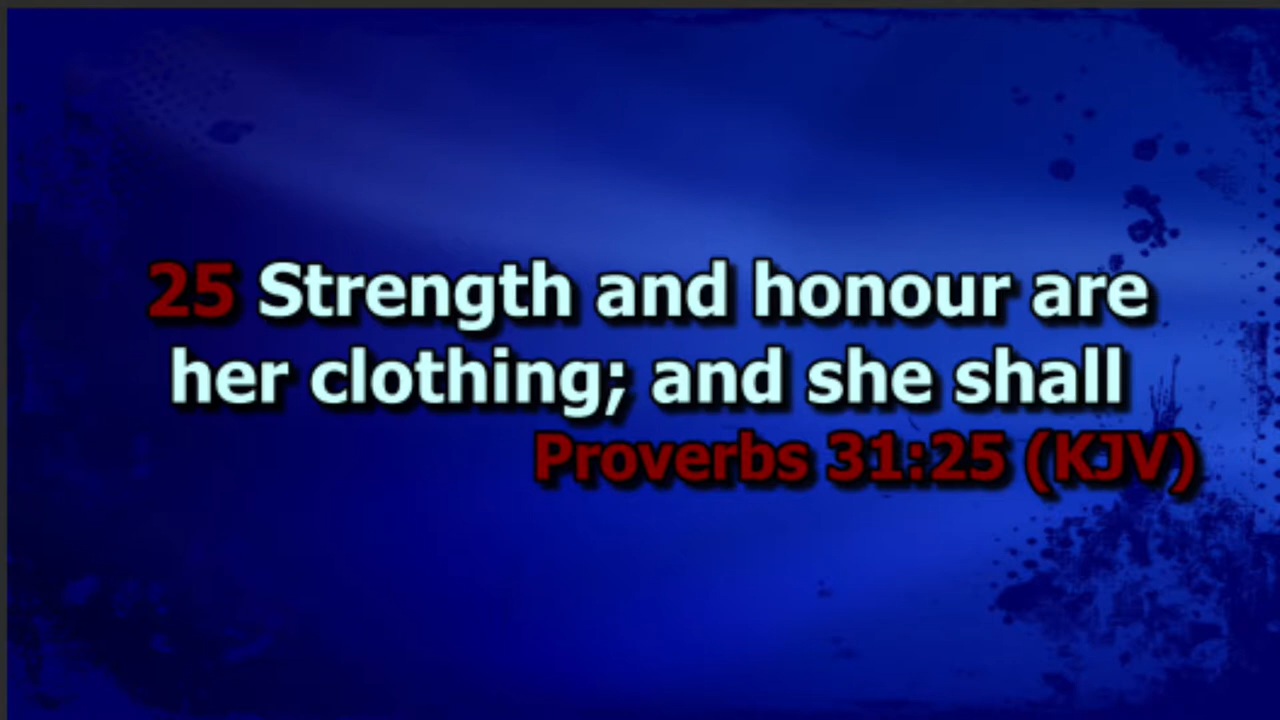 25 Strength and honour are
her clothing; and she shall
Proverbs 31:25 (KJV)